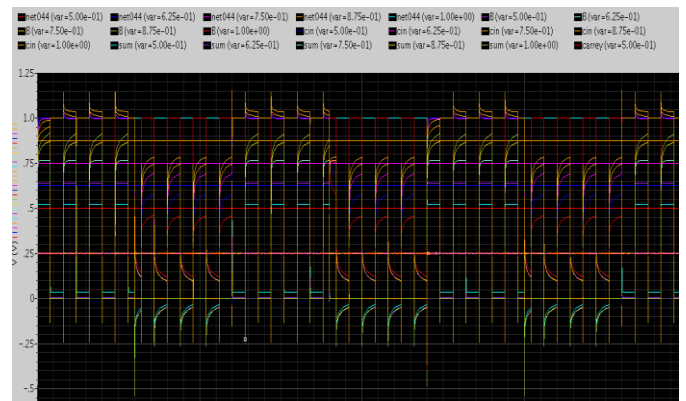 net044 (var=5.00e-01) net044 (var=6.25e-01) net044 (var=7.50e-01) net044 (var=8.75e-01) net044 (var=1.00e+00) B (var=5.00e-01) B (var=6.25e-01)
B (var=7.50e-01) B (var=8.75e-01) B (var=1.00e+00) cin (var=5.00e-01) cin (var=6.25e-01) cin (var=7.50e-01) cin (var=8.75e-01)
cin (var=1.00e+00) sum (var=5.00e-01) sum (var=6.25e-01) sum (var=7.50e-01) sum (var=8.75e-01) sum (var=1.00e+00) carrey (var=5.00e-01)
1.25
1.0
.75
.5
.25
0
-.25
-.5
V (V)